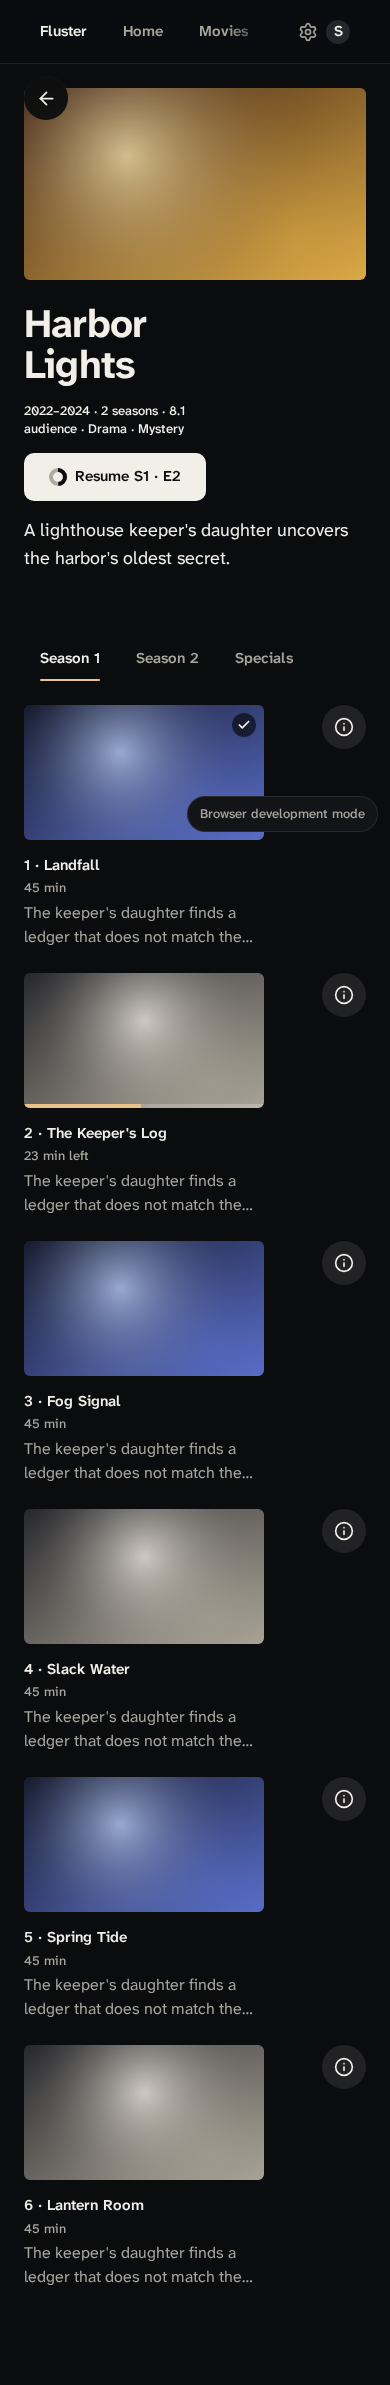 Fluster Home Movies S
Harbor
Lights
2022–2024 · 2 seasons · 8.1
audience · Drama · Mystery
Resume S1 · E2
A lighthouse keeper's daughter uncovers
the harbor's oldest secret.
Season 1 Season 2 Specials
Browser development mode
1 · Landfall
45 min
The keeper's daughter finds a
ledger that does not match the…
2 · The Keeper's Log
23 min left
The keeper's daughter finds a
ledger that does not match the…
3 · Fog Signal
45 min
The keeper's daughter finds a
ledger that does not match the…
4 · Slack Water
45 min
The keeper's daughter finds a
ledger that does not match the…
5 · Spring Tide
45 min
The keeper's daughter finds a
ledger that does not match the…
6 · Lantern Room
45 min
The keeper's daughter finds a
ledger that does not match the…